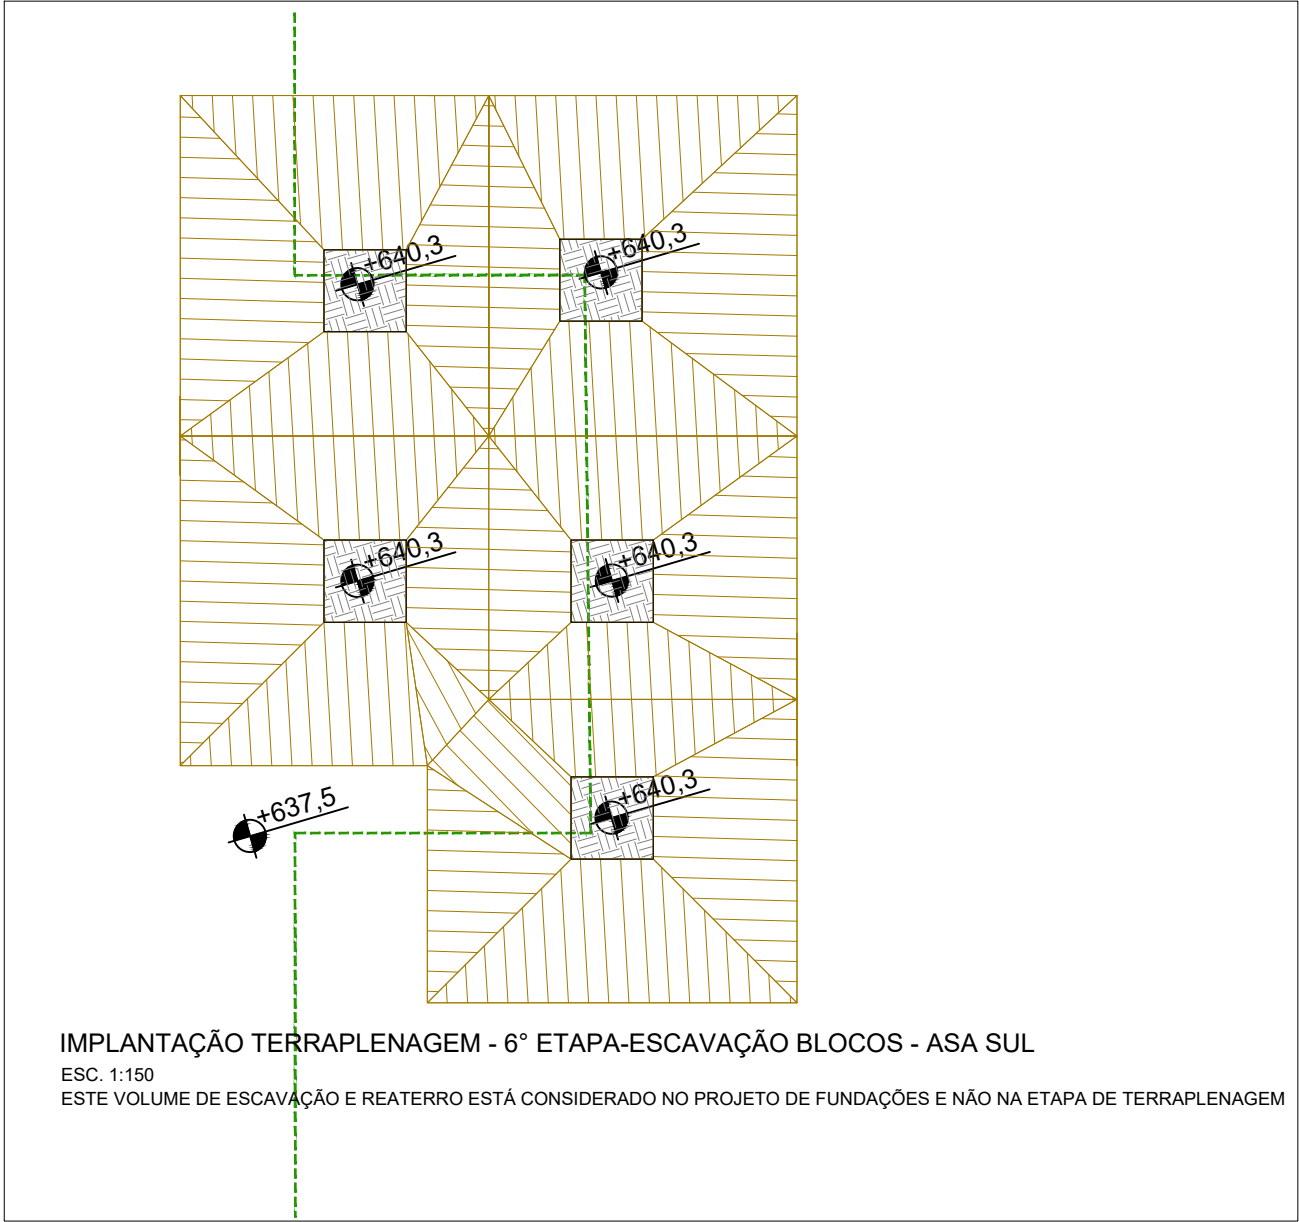 +640,3
+640,3
+640,3
+640,3
+640,3
+637,5
IMPLANTAÇÃO TERRAPLENAGEM - 6° ETAPA-ESCAVAÇÃO BLOCOS - ASA SUL
ESC. 1:150
ESTE VOLUME DE ESCAVAÇÃO E REATERRO ESTÁ CONSIDERADO NO PROJETO DE FUNDAÇÕES E NÃO NA ETAPA DE TERRAPLENAGEM